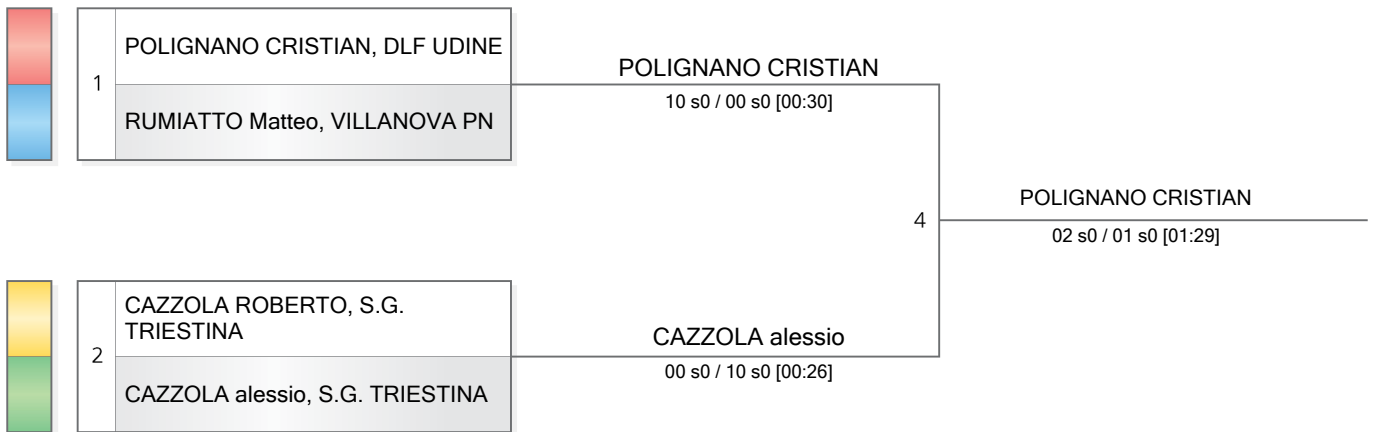 1
POLIGNANO CRISTIAN, DLF UDINE
RUMIATTO Matteo, VILLANOVA PN
POLIGNANO CRISTIAN
10 s0 / 00 s0 [00:30]
4
POLIGNANO CRISTIAN
02 s0 / 01 s0 [01:29]
2
CAZZOLA ROBERTO, S.G.
TRIESTINA
CAZZOLA alessio, S.G. TRIESTINA
CAZZOLA alessio
00 s0 / 10 s0 [00:26]